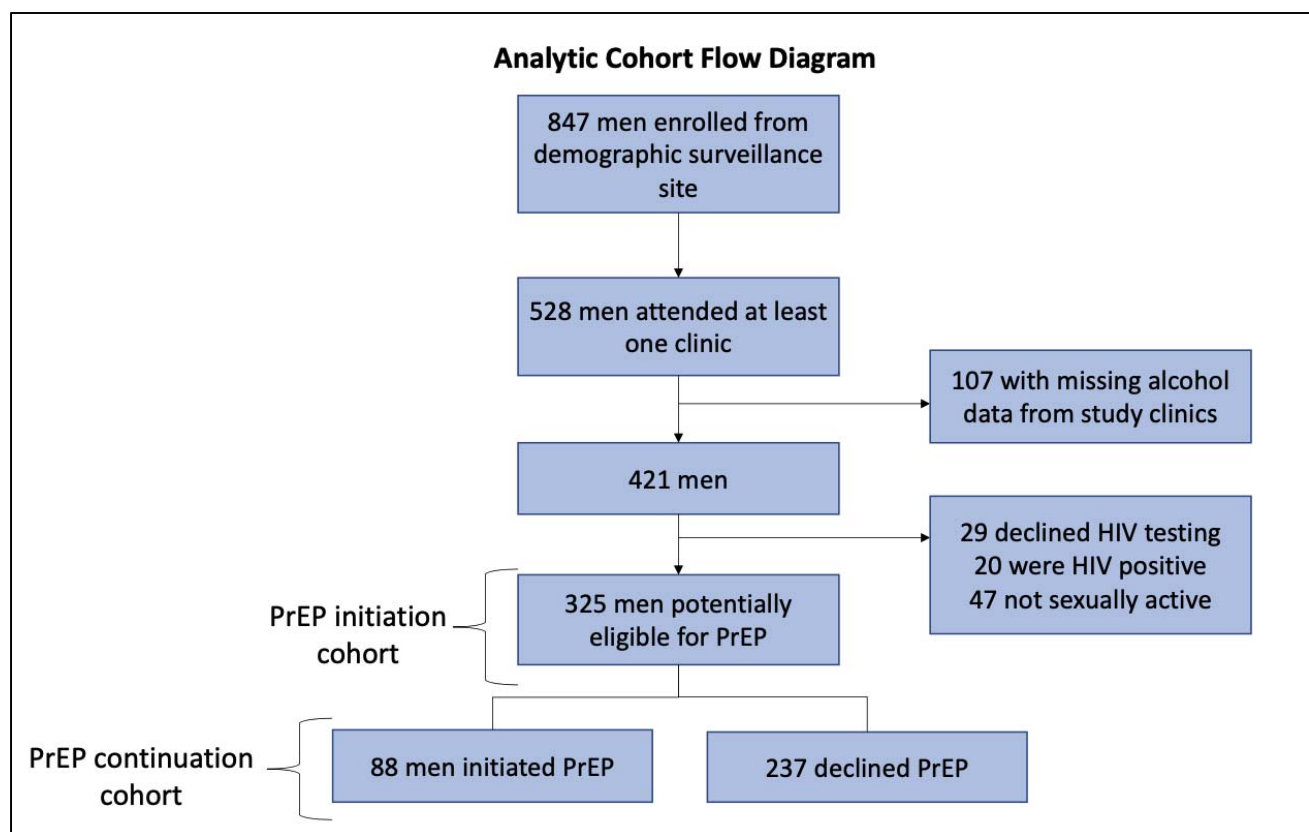 Analytic Cohort Flow Diagram
847 men enrolled from
demographic surveillance
site
528 men attended at least
one clinic
107 with missing alcohol
data from study clinics
421 men
29 declined HIV testing
20 were HIV positive
47 not sexually active
PrEP initiation
cohort
325 men potentially
eligible for PrEP
PrEP continuation
cohort
88 men initiated PrEP
237 declined PrEP